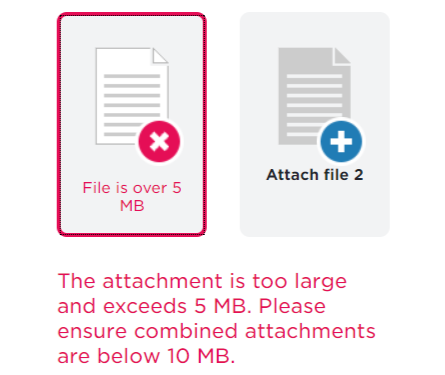 File is over 5
MB
Attach file 2
The attachment is too large
and exceeds 5 MB. Please
ensure combined attachments
are below 10 MB.